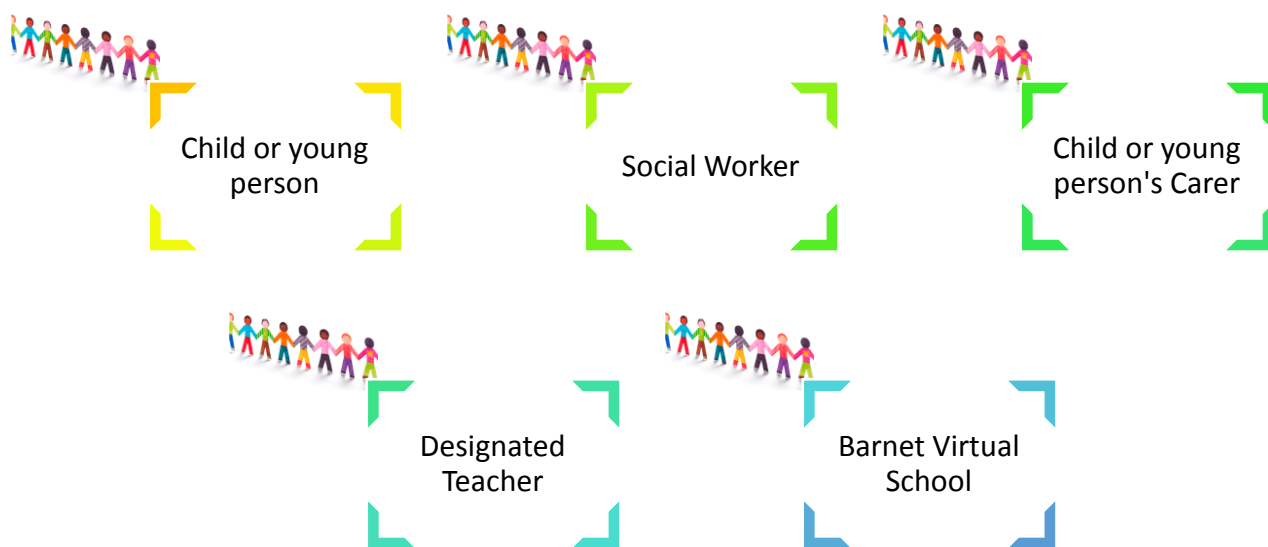 Child or young
person
Social Worker
Child or young
person's Carer
Designated
Teacher
Barnet Virtual
School